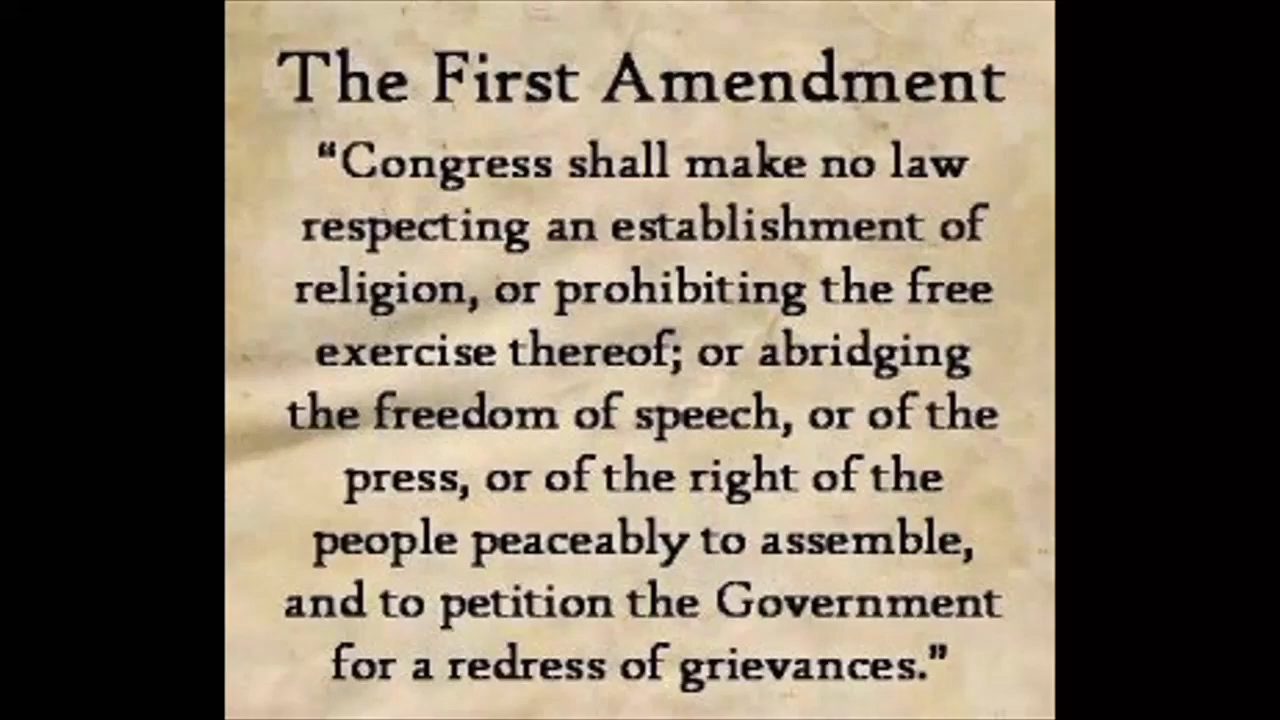 The First Amendment
“Congress shall make no law
respecting an establishment of
religion, or prohibiting the free
exercise thereof; or abridging
the freedom of speech, or of the
press, or of the right of the
people peaceably to assemble,
and to petition the Government
for a redress of grievances.”